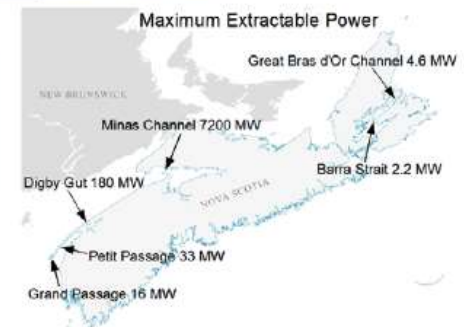 Maximum Extractable Power
Great Bras d'Or Channel 4.6 MW
NEW BRUNSWICK
Minas Channel 7200 MW
Barra Strait 2.2 MW
Digby Gut 180 MW
NOVA SCOTIA
Petit Passage 33 MW
Grand Passage 16 MW